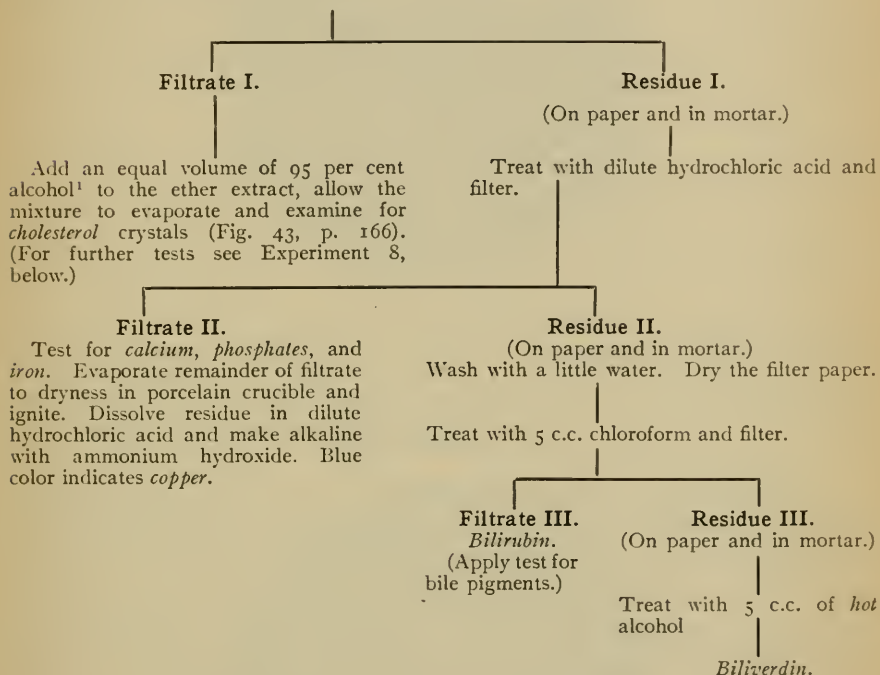 Filtrate I.
Residue I.
(On paper and in mortar.)
Add an equal volume of 95 per cent
alcohol¹ to the ether extract, allow the
mixture to evaporate and examine for
cholesterol crystals (Fig. 43, p. 166).
(For further tests see Experiment 8,
below.)
Treat with dilute hydrochloric acid and
filter.
Filtrate II.
Test for calcium, phosphates, and
iron. Evaporate remainder of filtrate
to dryness in porcelain crucible and
ignite. Dissolve residue in dilute
hydrochloric acid and make alkaline
with ammonium hydroxide. Blue
color indicates copper.
Residue II.
(On paper and in mortar.)
Wash with a little water. Dry the filter paper.
Treat with 5 c.c. chloroform and filter.
Filtrate III.
Bilirubin.
(Apply test for
bile pigments.)
Residue III.
(On paper and in mortar.)
Treat with 5 c.c. of hot
alcohol
Biliverdin.